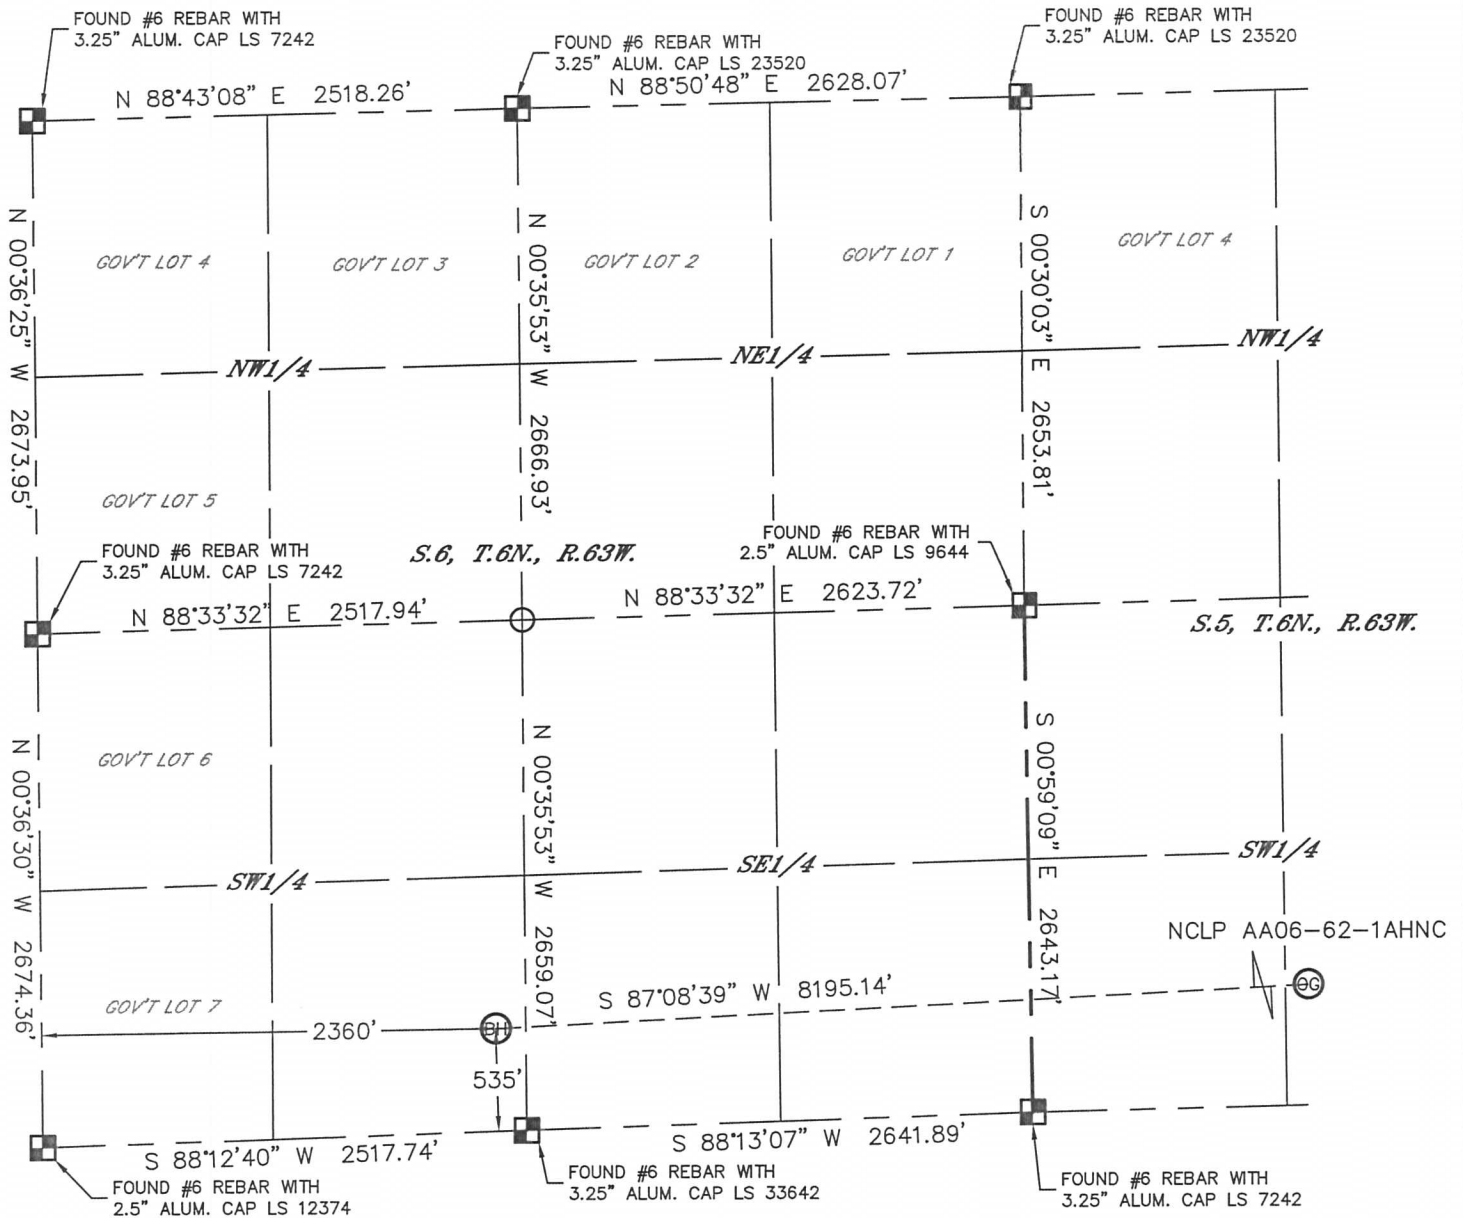 FOUND #6 REBAR WITH
3.25" ALUM. CAP LS 7242
FOUND #6 REBAR WITH
3.25" ALUM. CAP LS 23520
FOUND #6 REBAR WITH
3.25" ALUM. CAP LS 23520
N 88°43'08" E 2518.26'
N 88°50'48" E 2628.07'
N 00°36'25" W 2673.95'
N 00°35'53" W 2666.93'
S 00°30'03" E 2653.81'
GOV'T LOT 4
GOV'T LOT 3
GOV'T LOT 2
GOV'T LOT 1
GOV'T LOT 4
NW1/4
NE1/4
NW1/4
GOV'T LOT 5
FOUND #6 REBAR WITH
3.25" ALUM. CAP LS 7242
S.6, T.6N., R.63W.
FOUND #6 REBAR WITH
2.5" ALUM. CAP LS 9644
N 88°33'32" E 2517.94'
N 88°33'32" E 2623.72'
S.5, T.6N., R.63W.
N 00°36'30" W 2674.36'
N 00°35'53" W 2659.07'
S 00°59'09" E 2643.17'
GOV'T LOT 6
SW1/4
SE1/4
SW1/4
NCLP AA06-62-1AHNC
GOV'T LOT 7
S 87°08'39" W 8195.14'
OG
2360'
BH
535'
S 88°12'40" W 2517.74'
S 88°13'07" W 2641.89'
FOUND #6 REBAR WITH
2.5" ALUM. CAP LS 12374
FOUND #6 REBAR WITH
3.25" ALUM. CAP LS 33642
FOUND #6 REBAR WITH
3.25" ALUM. CAP LS 7242